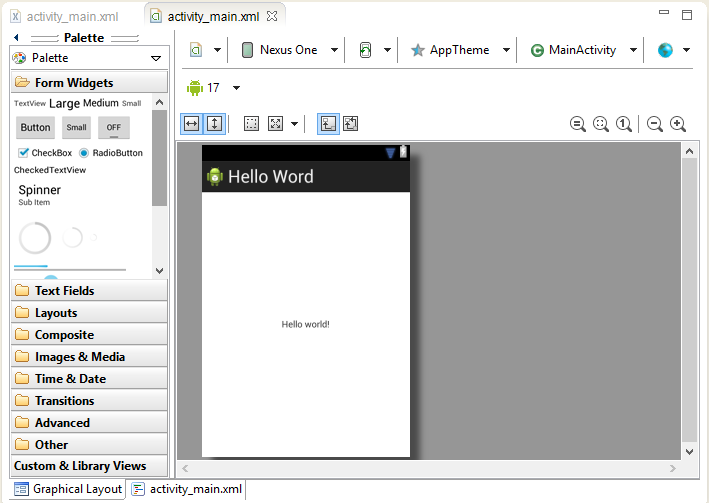 activity_main.xml activity_main.xml
Palette
Palette
Nexus One AppTheme MainActivity
17
Form Widgets
TextView Large Medium Small
Button Small OFF
CheckBox RadioButton
CheckedTextView
Spinner
Sub Item
Text Fields
Layouts
Composite
Images & Media
Time & Date
Transitions
Advanced
Other
Custom & Library Views
Hello Word
Hello world!
Graphical Layout activity_main.xml